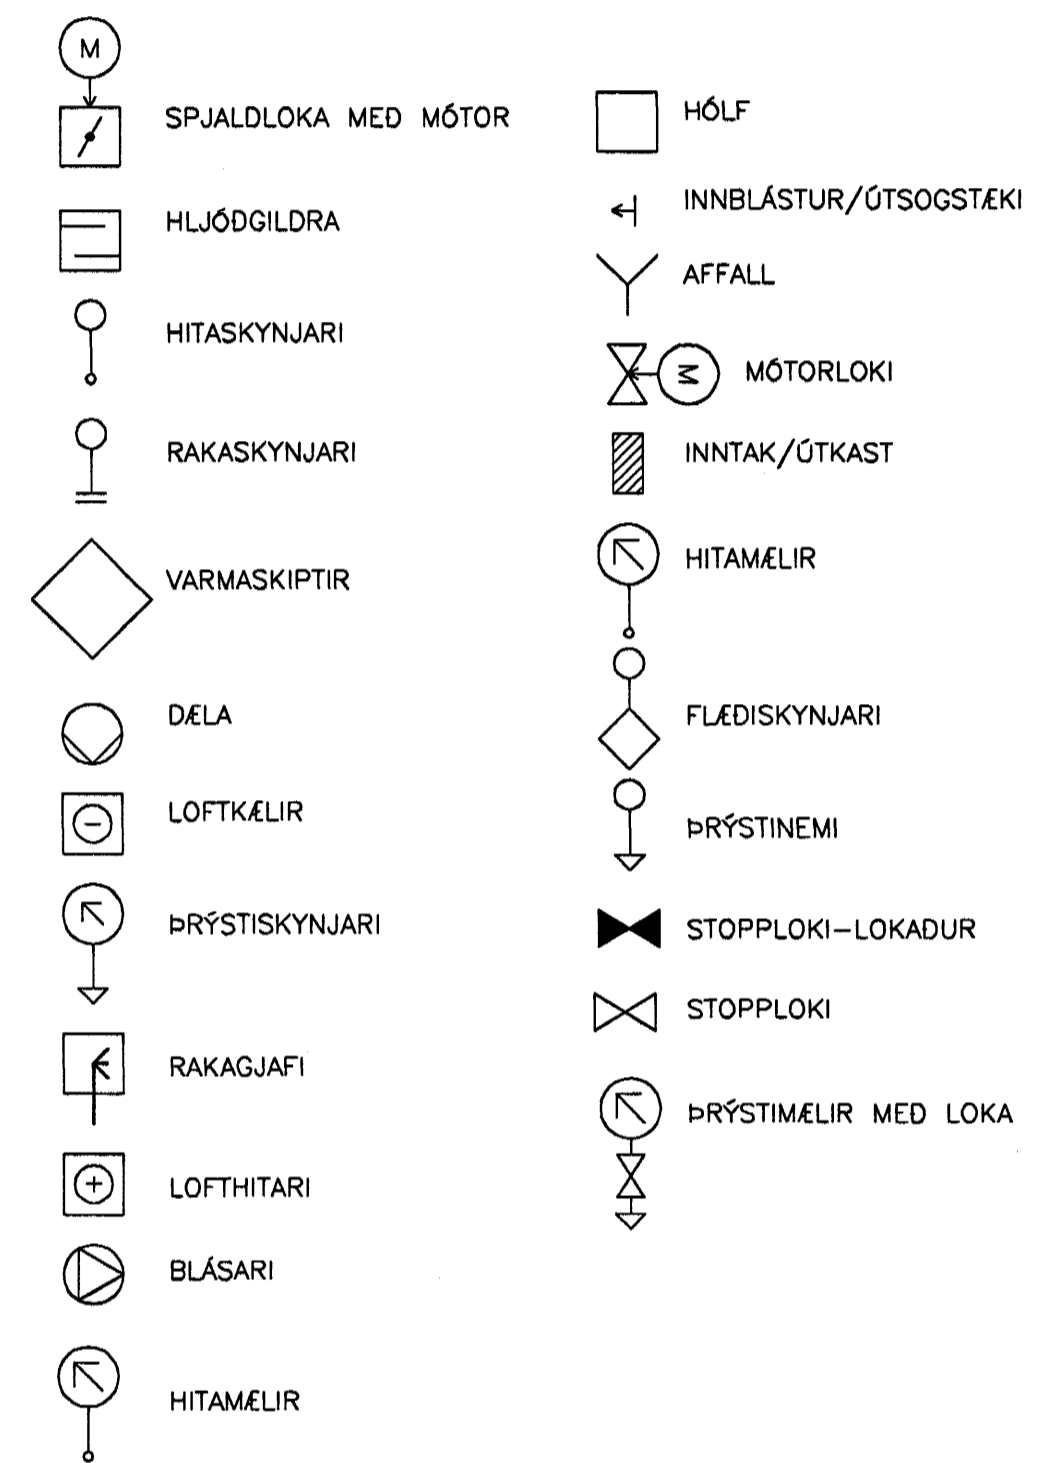 M
SPJALDLOKA MEÐ MÓTOR
HLJÓÐGILDRA
HITASKYNJARI
RAKASKYNJARI
VARMASKIPTIR
DÆLA
LOFTKÆLIR
ÞRÝSTISKYNJARI
RAKAGJAFI
LOFTHITARI
BLÁSARI
HITAMÆLIR
HÓLF
INNBLÁSTUR/ÚTSOGSTÆKI
AFFALL
M
MÓTORLOKI
INNTAK/ÚTKAST
HITAMÆLIR
FLÆÐISKYNJARI
ÞRÝSTINEMI
STOPPLOKI-LOKAÐUR
STOPPLOKI
ÞRÝSTIMÆLIR MEÐ LOKA